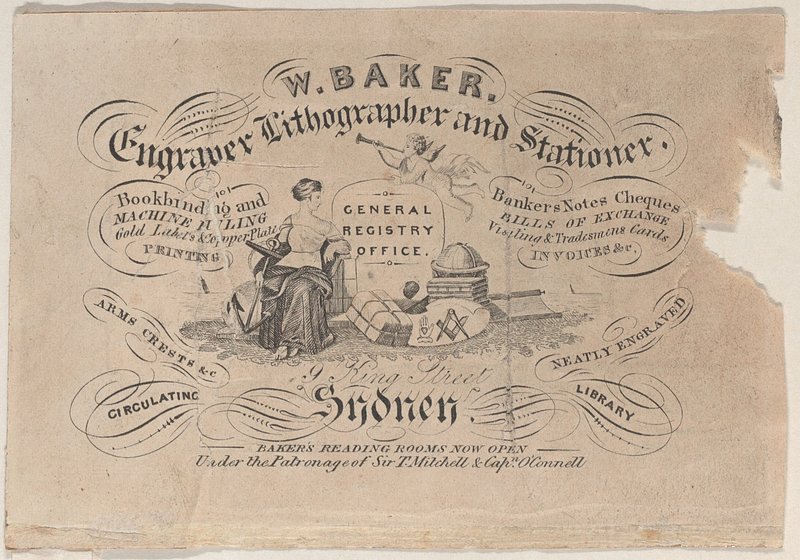 W. BAKER.
Engraver Lithographer and Stationer.
Bookbinding and
MACHINE RULING
Gold Letter's & Copper Plate
PRINTING
GENERAL
REGISTRY
OFFICE.
Bankers Notes Cheques
BILLS OF EXCHANGE
Visiting & Tradesmens Cards
INVOICES &c.
ARMS CRESTS &c
NEATLY ENGRAVED
King Street
Sydney.
CIRCULATING
LIBRARY
BAKER'S READING ROOMS NOW OPEN
Under the Patronage of Sir T. Mitchell & Capn. O'Connell